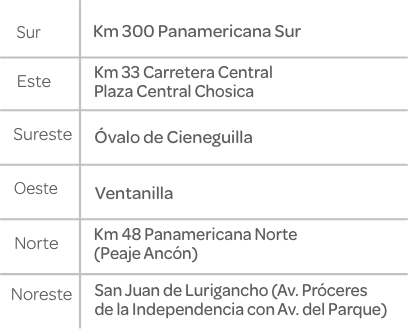 Sur
Km 300 Panamericana Sur
Este
Km 33 Carretera Central
Plaza Central Chosica
Sureste
Óvalo de Cieneguilla
Oeste
Ventanilla
Norte
Km 48 Panamericana Norte
(Peaje Ancón)
Noreste
San Juan de Lurigancho (Av. Próceres
de la Independencia con Av. del Parque)